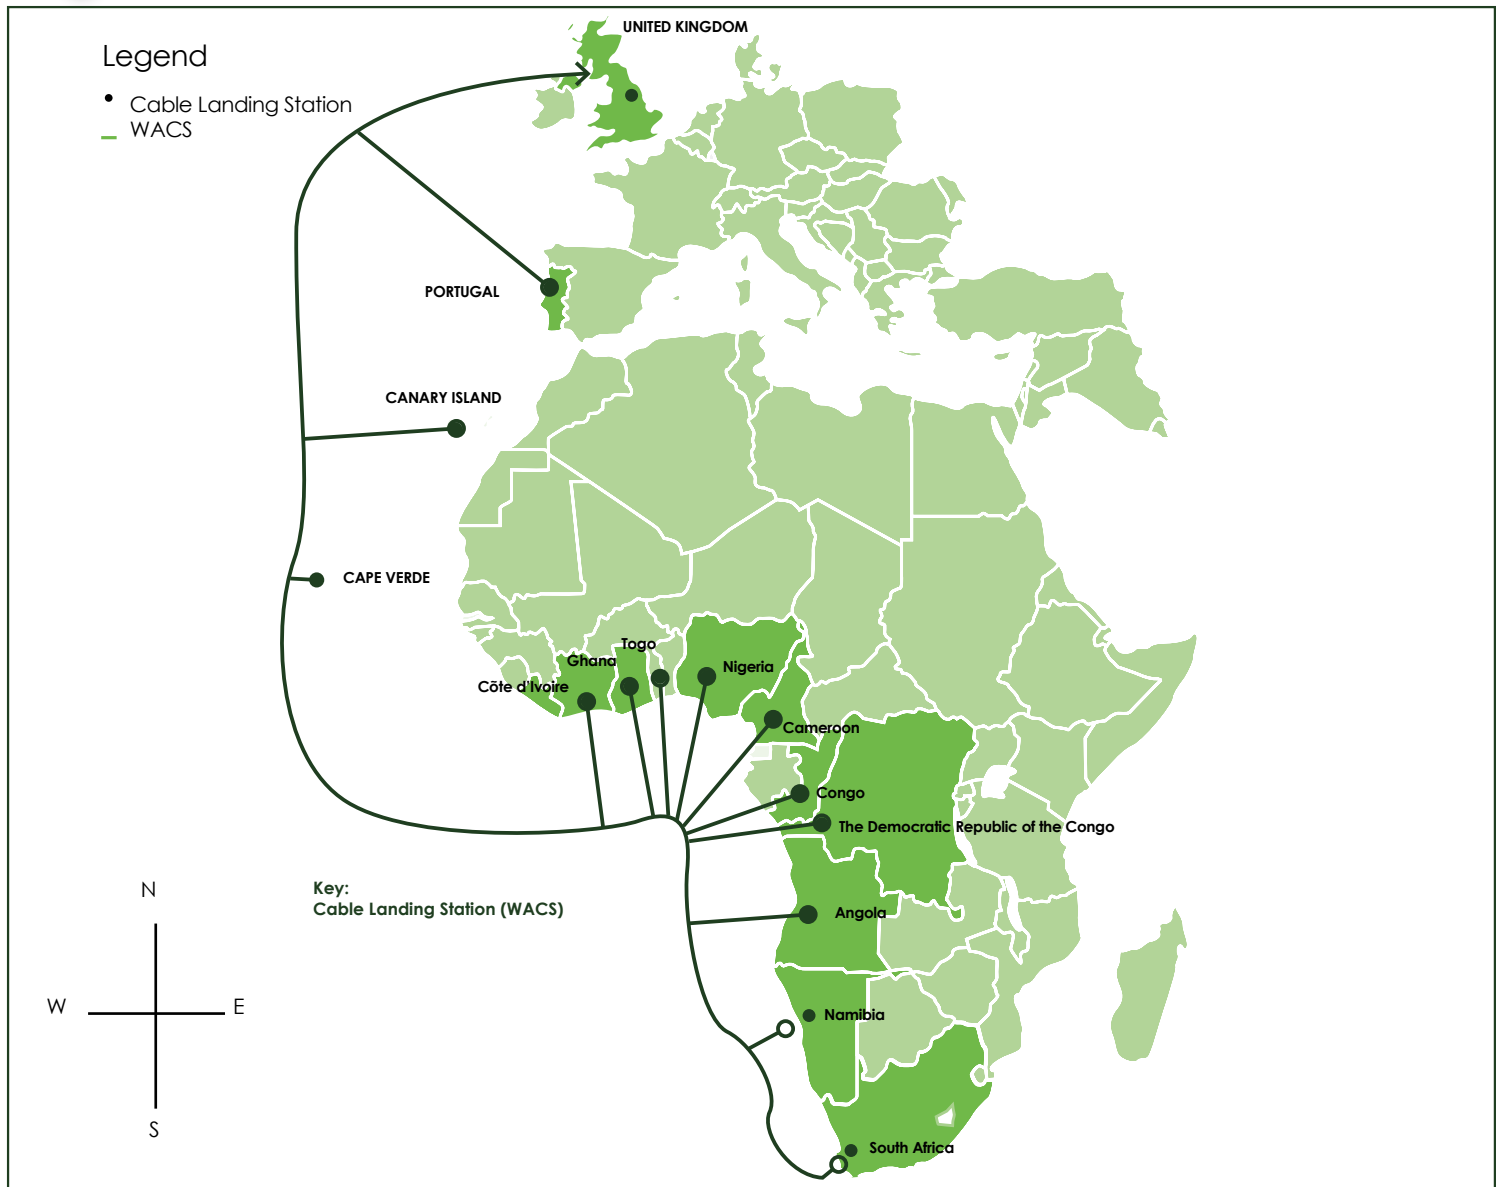 UNITED KINGDOM
Legend
Cable Landing Station
WACS
PORTUGAL
CANARY ISLAND
CAPE VERDE
Togo
Ghana
Nigeria
Côte d'Ivoire
Cameroon
Congo
The Democratic Republic of the Congo
N
Key:
Cable Landing Station (WACS)
Angola
W
E
Namibia
S
South Africa